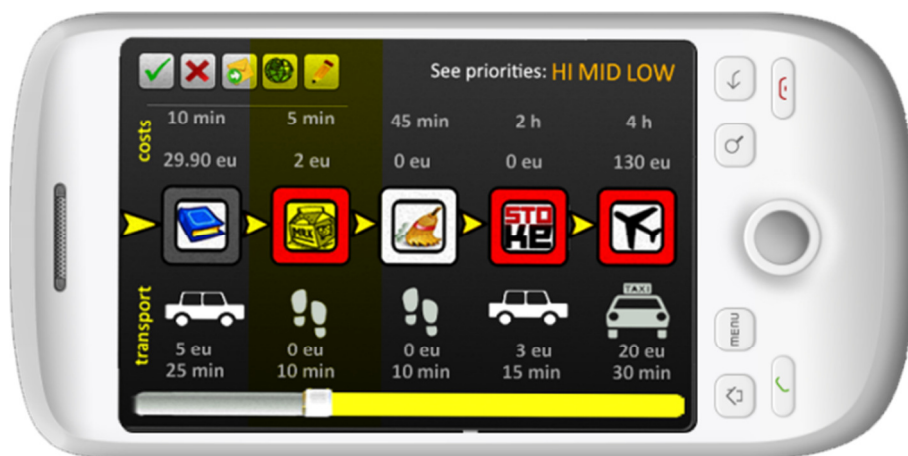 See priorities: HI MID LOW
costs
10 min
5 min
45 min
2 h
4 h
29.90 eu
2 eu
0 eu
0 eu
130 eu
STO
KE
transport
TAXI
5 eu
0 eu
0 eu
3 eu
20 eu
25 min
10 min
10 min
15 min
30 min
MENU